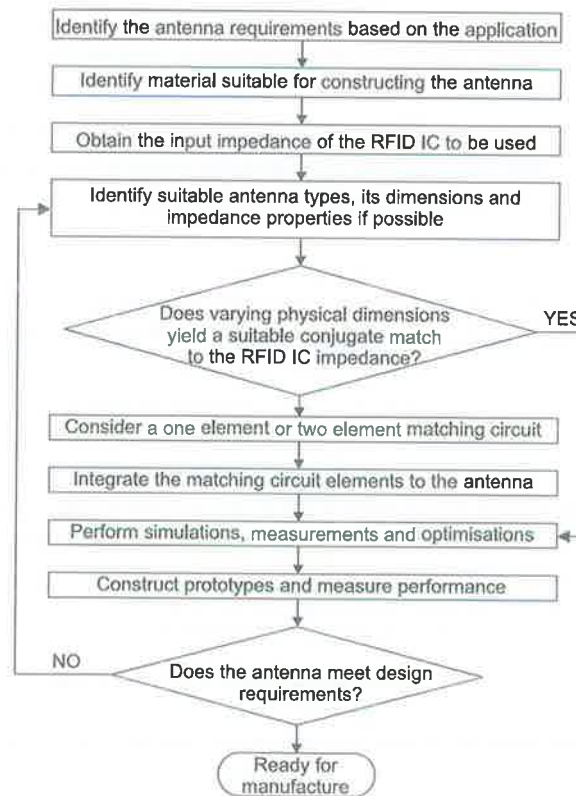 Identify the antenna requirements based on the application
Identify material suitable for constructing the antenna
Obtain the input impedance of the RFID IC to be used
Identify suitable antenna types, its dimensions and
impedance properties if possible
Does varying physical dimensions
yield a suitable conjugate match
to the RFID IC impedance?
YES
Consider a one element or two element matching circuit
Integrate the matching circuit elements to the antenna
Perform simulations, measurements and optimisations
Construct prototypes and measure performance
NO
Does the antenna meet design
requirements?
Ready for
manufacture